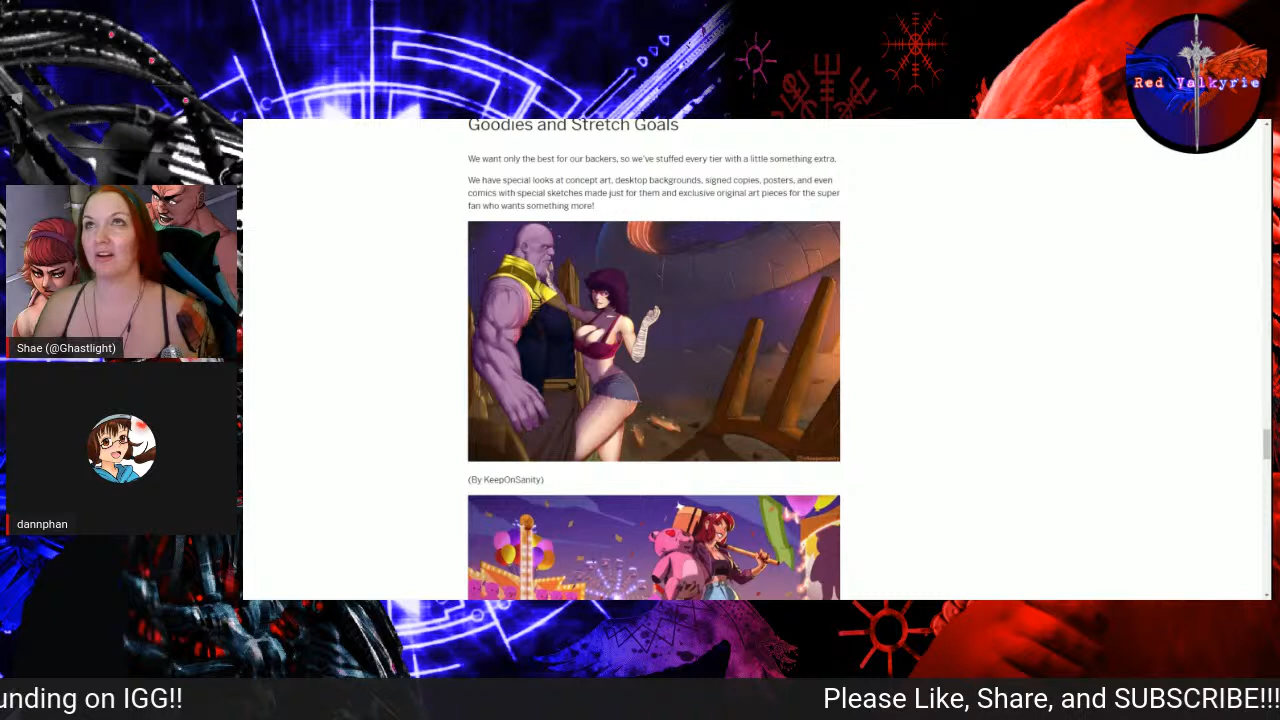 Red Valkyrie
Goodies and Stretch Goals
We want only the best for our backers, so we've stuffed every tier with a little something extra.
We have special looks at concept art, desktop backgrounds, signed copies, posters, and even
comics with special sketches made just for them and exclusive original art pieces for the super
fan who wants something more!
(By KeepOnSanity)
Shae (@Ghastlight)
dannphan
unding on IGG!!
Please Like, Share, and SUBSCRIBE!!!